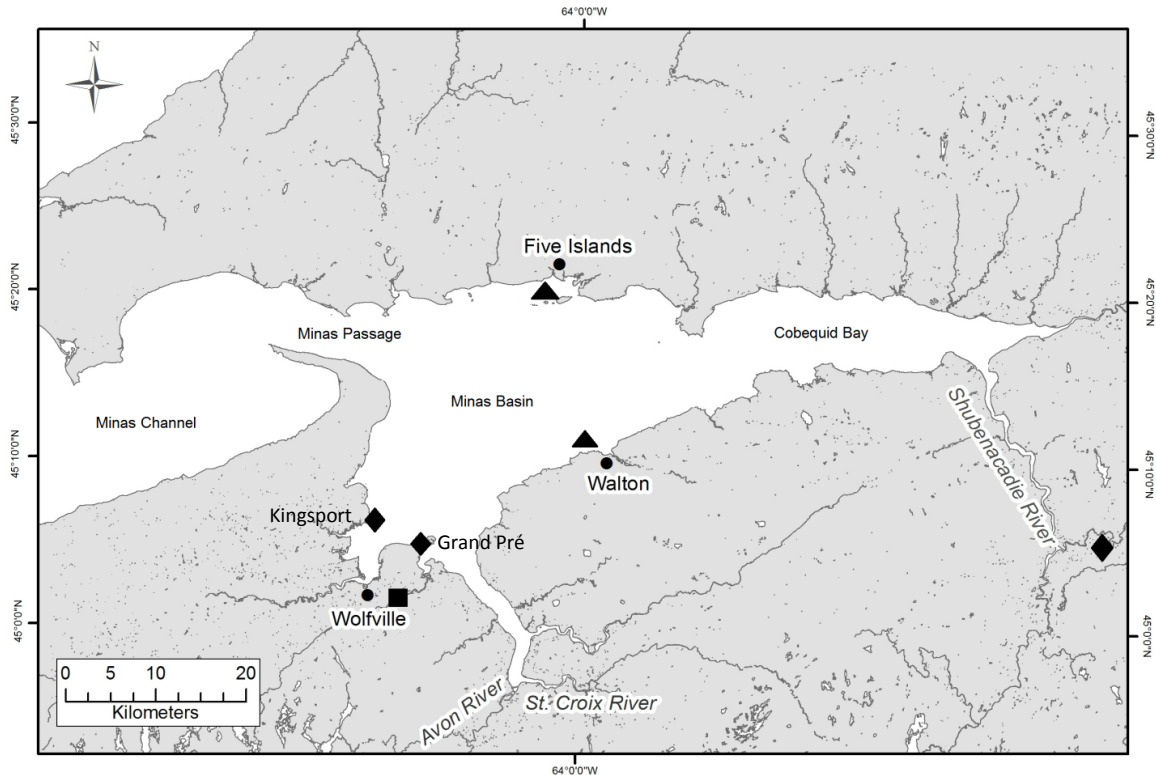 64°0'0"W
N
45°30'0"N
45°30'0"N
Five Islands
45°20'0"N
45°20'0"N
Minas Passage
Cobequid Bay
Minas Basin
Minas Channel
Shubenacadie River
45°10'0"N
45°10'0"N
Walton
Kingsport
Grand Pré
Wolfville
45°0'0"N
45°0'0"N
0 5 10 20
Kilometers
Avon River
St. Croix River
64°0'0"W